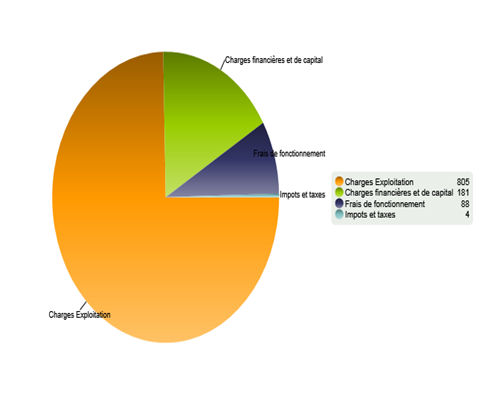 Charges financières et de capital
Frais de fonctionnement
Impots et taxes
Charges Exploitation
Charges Exploitation 805
Charges financières et de capital 181
Frais de fonctionnement 88
Impots et taxes 4